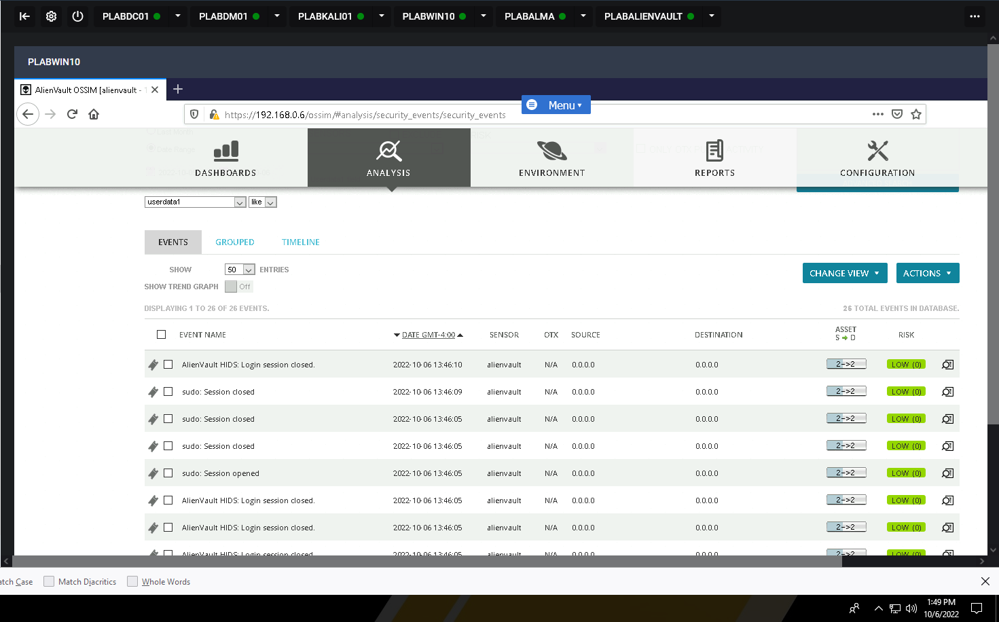 PLABDC01 PLABDM01 PLABKALI01 PLABWIN10 PLABALMA PLABALIENVAULT
PLABWIN10
AlienVault OSSIM [alienvault - 1
https://192.168.0.6/ossim/#analysis/security_events/security_events
Menu
Last Month
Date Range
DASHBOARDS ANALYSIS ENVIRONMENT REPORTS CONFIGURATION
userdata1 like
EVENTS GROUPED TIMELINE
SHOW 50 ENTRIES
CHANGE VIEW ACTIONS
SHOW TREND GRAPH Off
DISPLAYING 1 TO 26 OF 26 EVENTS. 26 TOTAL EVENTS IN DATABASE.
EVENT NAME DATE GMT-4:00 SENSOR OTX SOURCE DESTINATION ASSET S D RISK
AlienVault HIDS: Login session closed. 2022-10-06 13:46:10 alienvault N/A 0.0.0.0 0.0.0.0 2->2 LOW (0)
sudo: Session closed 2022-10-06 13:46:09 alienvault N/A 0.0.0.0 0.0.0.0 2->2 LOW (0)
sudo: Session closed 2022-10-06 13:46:05 alienvault N/A 0.0.0.0 0.0.0.0 2->2 LOW (0)
sudo: Session closed 2022-10-06 13:46:05 alienvault N/A 0.0.0.0 0.0.0.0 2->2 LOW (0)
sudo: Session opened 2022-10-06 13:46:05 alienvault N/A 0.0.0.0 0.0.0.0 2->2 LOW (0)
AlienVault HIDS: Login session closed. 2022-10-06 13:46:05 alienvault N/A 0.0.0.0 0.0.0.0 2->2 LOW (0)
AlienVault HIDS: Login session closed. 2022-10-06 13:46:05 alienvault N/A 0.0.0.0 0.0.0.0 2->2 LOW (0)
AlienVault HIDS: Login session closed. 2022-10-06 13:46:05 alienvault N/A 0.0.0.0 0.0.0.0 2->2 LOW (0)
atch Case Match Diacritics Whole Words
1:49 PM
10/6/2022